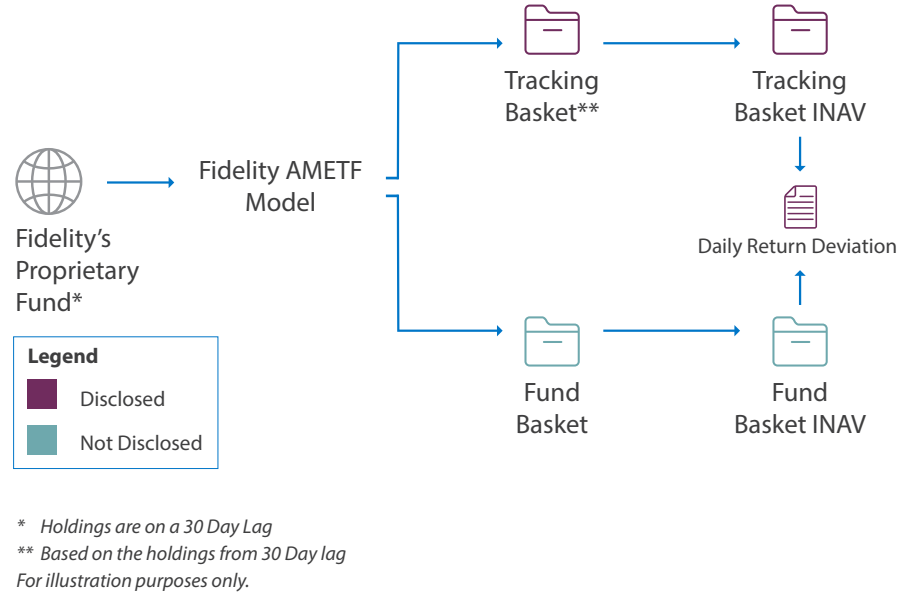 Fidelity's
Proprietary
Fund*
Fidelity AMETF
Model
Tracking
Basket**
Tracking
Basket INAV
Daily Return Deviation
Fund
Basket
Fund
Basket INAV
Legend
Disclosed
Not Disclosed
* Holdings are on a 30 Day Lag
** Based on the holdings from 30 Day lag
For illustration purposes only.